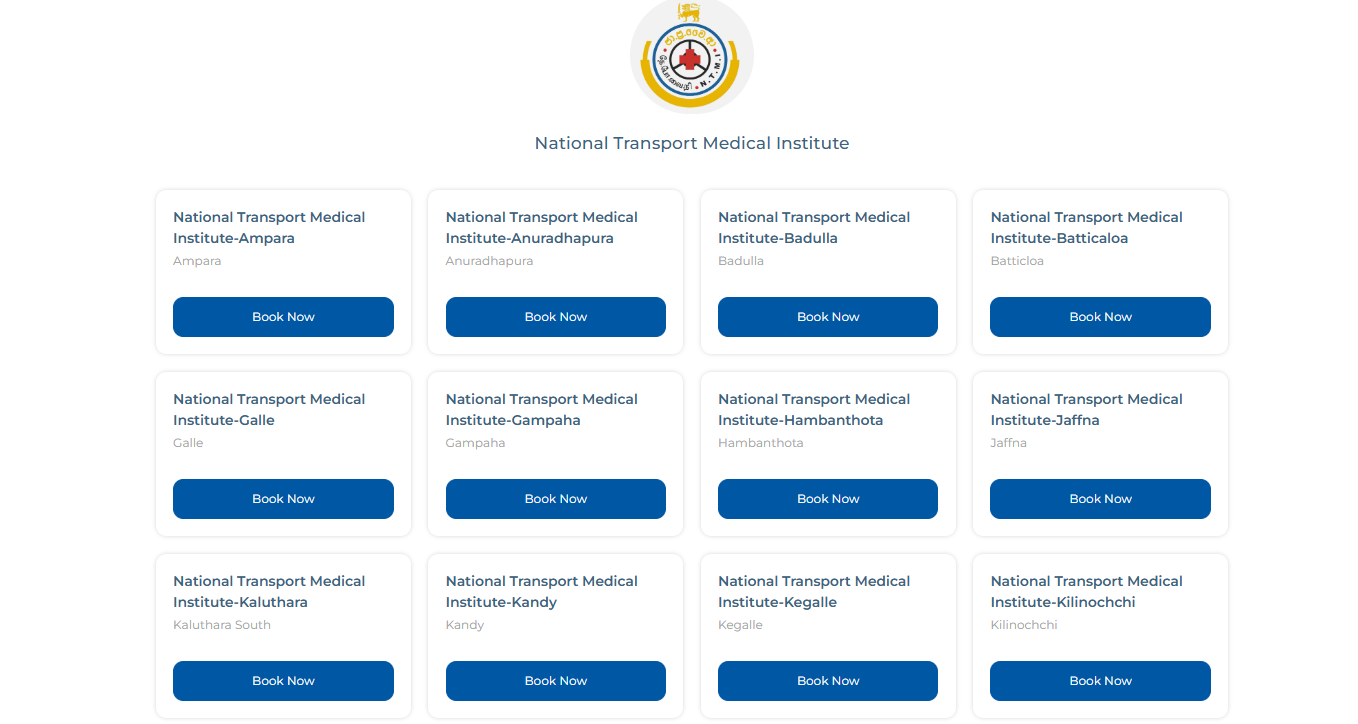 ජා.ප්‍ර.වෛ.ආ
N.T.M.I
National Transport Medical Institute
National Transport Medical
Institute-Ampara
Ampara
Book Now
National Transport Medical
Institute-Anuradhapura
Anuradhapura
Book Now
National Transport Medical
Institute-Badulla
Badulla
Book Now
National Transport Medical
Institute-Batticaloa
Batticloa
Book Now
National Transport Medical
Institute-Galle
Galle
Book Now
National Transport Medical
Institute-Gampaha
Gampaha
Book Now
National Transport Medical
Institute-Hambanthota
Hambanthota
Book Now
National Transport Medical
Institute-Jaffna
Jaffna
Book Now
National Transport Medical
Institute-Kaluthara
Kaluthara South
Book Now
National Transport Medical
Institute-Kandy
Kandy
Book Now
National Transport Medical
Institute-Kegalle
Kegalle
Book Now
National Transport Medical
Institute-Kilinochchi
Kilinochchi
Book Now